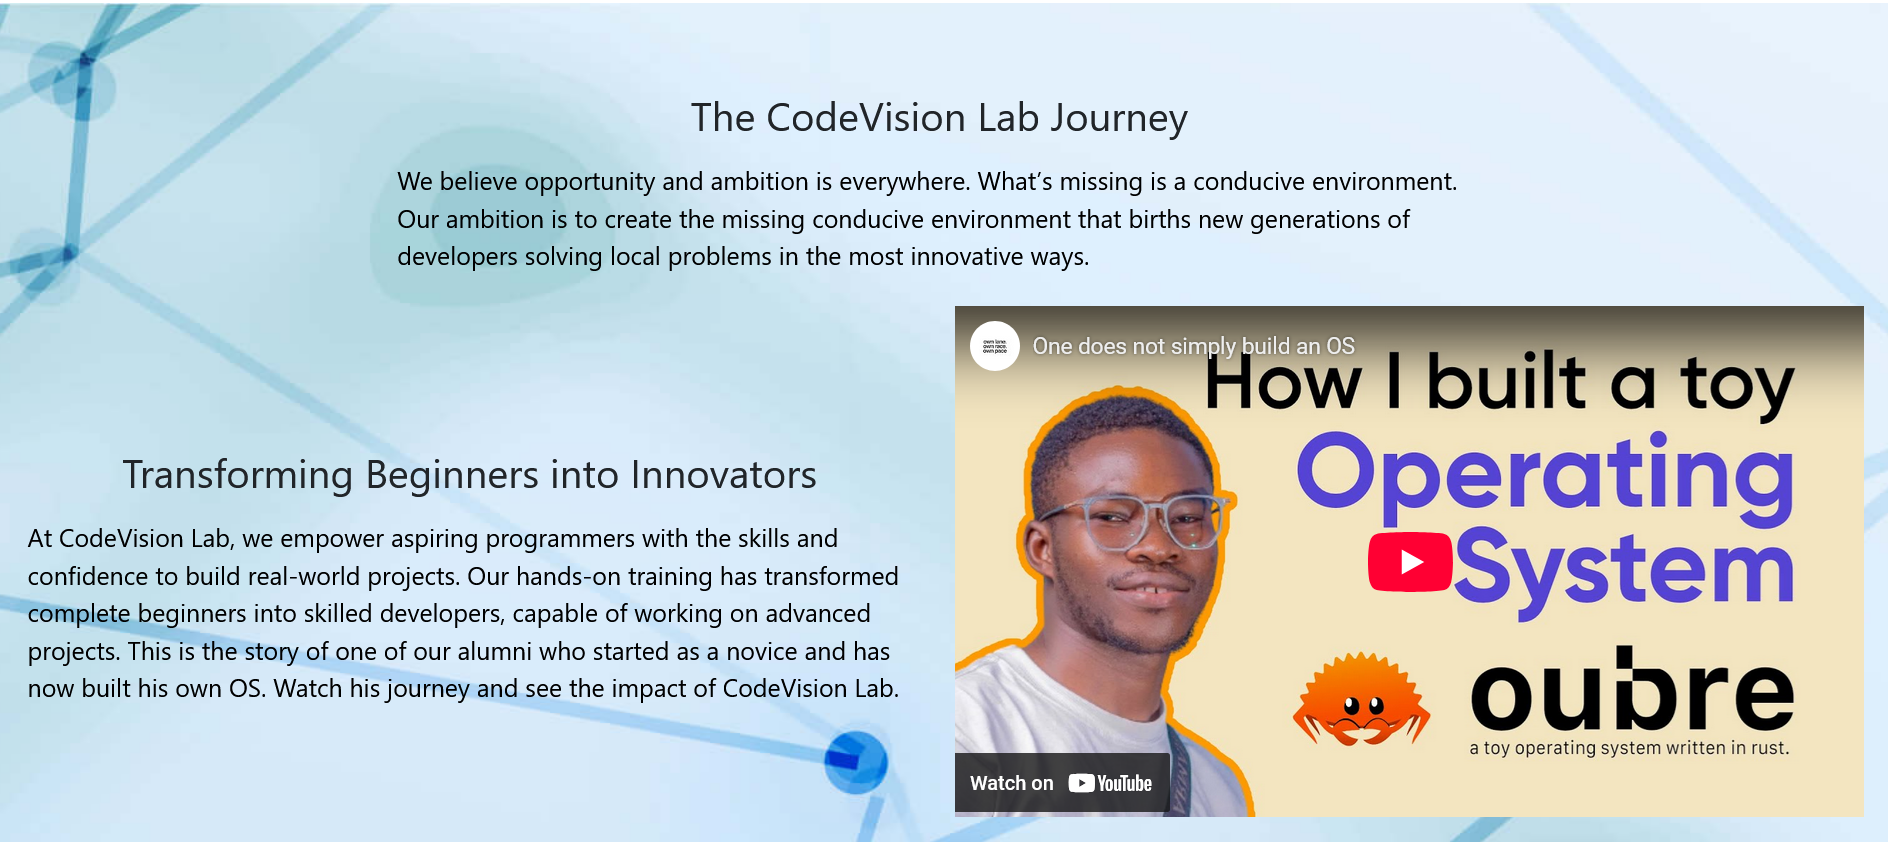 The CodeVision Lab Journey
We believe opportunity and ambition is everywhere. What’s missing is a conducive environment.
Our ambition is to create the missing conducive environment that births new generations of
developers solving local problems in the most innovative ways.
Transforming Beginners into Innovators
At CodeVision Lab, we empower aspiring programmers with the skills and
confidence to build real-world projects. Our hands-on training has transformed
complete beginners into skilled developers, capable of working on advanced
projects. This is the story of one of our alumni who started as a novice and has
now built his own OS. Watch his journey and see the impact of CodeVision Lab.
own lane.
own race.
own pace
One does not simply build an OS
How I built a toy
Operating
System
oubre
a toy operating system written in rust.
Watch on YouTube